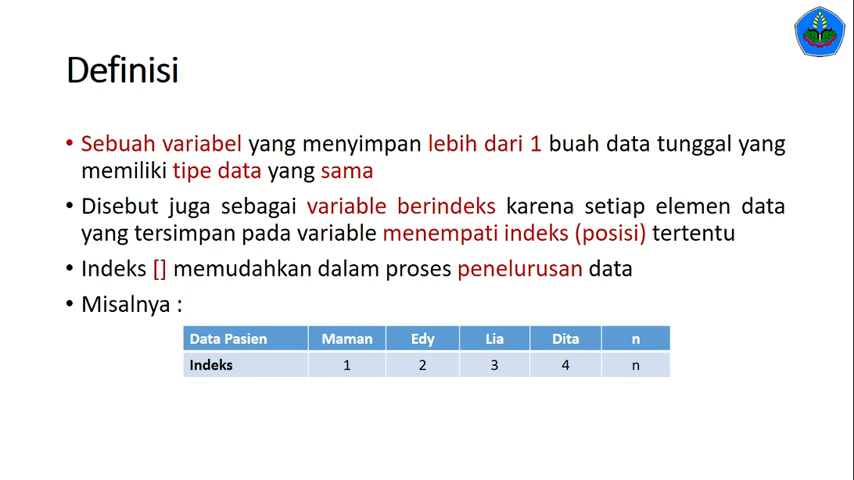 Definisi
• Sebuah variabel yang menyimpan lebih dari 1 buah data tunggal yang
memiliki tipe data yang sama
• Disebut juga sebagai variable berindeks karena setiap elemen data
yang tersimpan pada variable menempati indeks (posisi) tertentu
• Indeks [] memudahkan dalam proses penelurusan data
• Misalnya :
Data Pasien Maman Edy Lia Dita n
Indeks 1 2 3 4 n